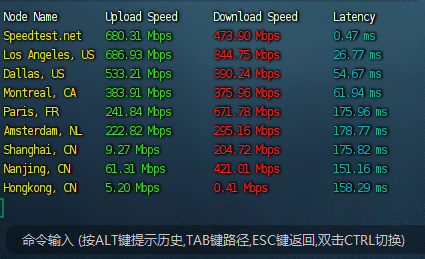 Node Name Upload Speed Download Speed Latency
Speedtest.net 680.31 Mbps 473.90 Mbps 0.47 ms
Los Angeles, US 686.93 Mbps 344.75 Mbps 26.77 ms
Dallas, US 533.21 Mbps 390.24 Mbps 54.67 ms
Montreal, CA 383.91 Mbps 375.96 Mbps 61.94 ms
Paris, FR 241.84 Mbps 671.78 Mbps 175.96 ms
Amsterdam, NL 222.82 Mbps 295.16 Mbps 178.77 ms
Shanghai, CN 9.27 Mbps 204.72 Mbps 175.82 ms
Nanjing, CN 61.31 Mbps 421.01 Mbps 151.16 ms
Hongkong, CN 5.20 Mbps 0.41 Mbps 158.29 ms
命令输入 (按ALT键提示历史,TAB键路径,ESC键返回,双击CTRL切换)